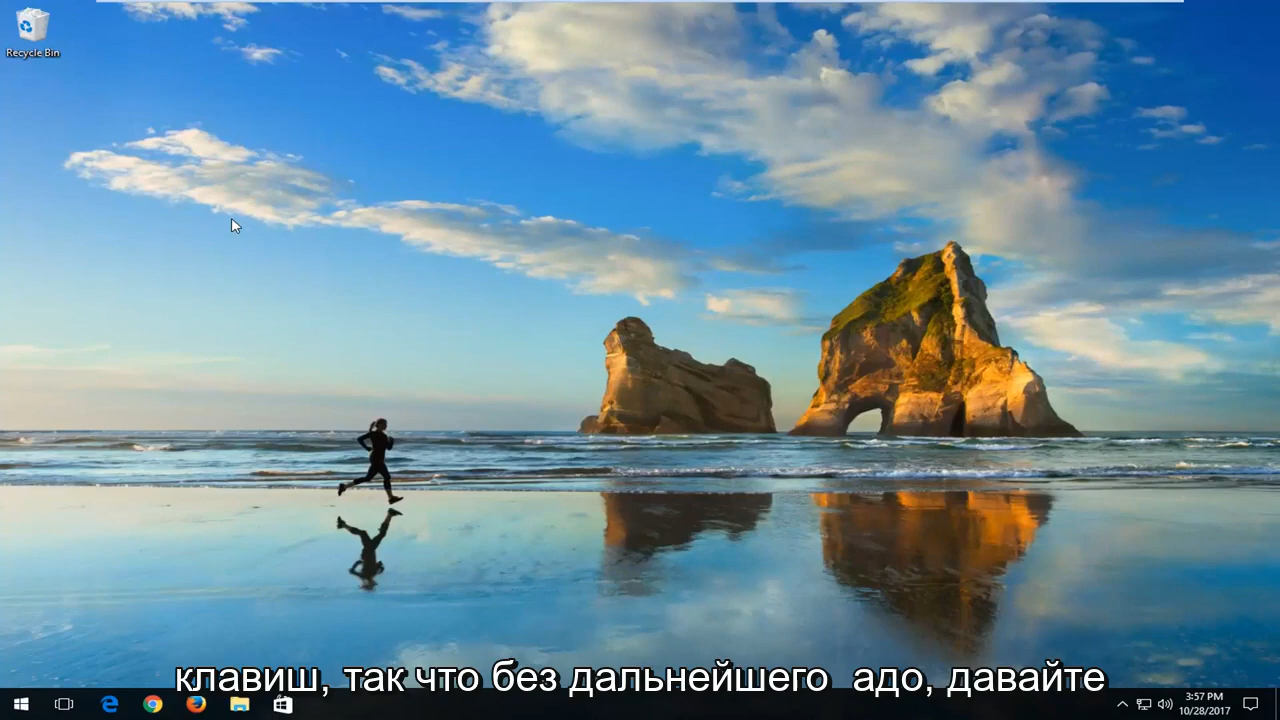 Recycle Bin
клавиш, так что без дальнейшего адо, давайте
3:57 PM
10/28/2017